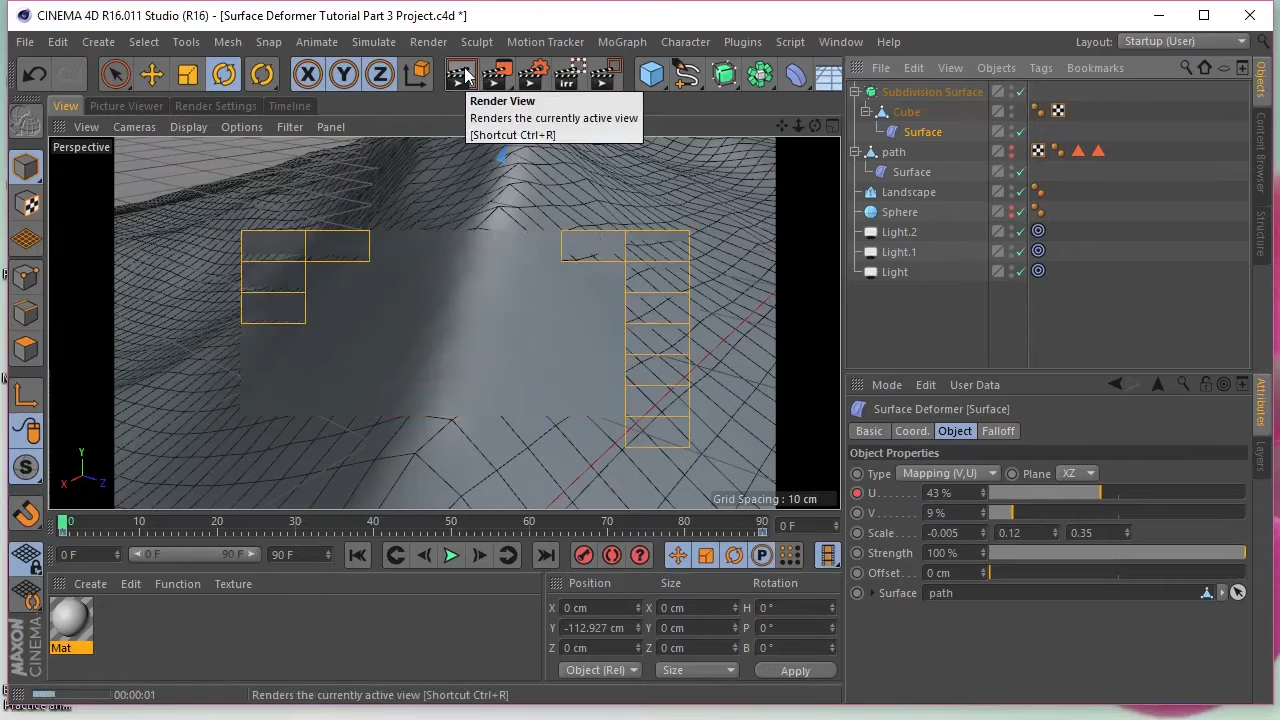 CINEMA 4D R16.011 Studio (R16) - [Surface Deformer Tutorial Part 3 Project.c4d *]
File Edit Create Select Tools Mesh Snap Animate Simulate Render Sculpt Motion Tracker MoGraph Character Plugins Script Window Help Layout: Startup (User)
X Y Z irr
File Edit View Objects Tags Bookmarks
View Picture Viewer Render Settings Timeline
Render View
Renders the currently active view
[Shortcut Ctrl+R]
View Cameras Display Options Filter Panel
Perspective
Subdivision Surface
Cube
Surface
path
Surface
Landscape
Sphere
Light.2
Light.1
Light
Objects
Content Browser
Structure
Mode Edit User Data
Surface Deformer [Surface]
Basic Coord. Object Falloff
Object Properties
Type Mapping (V,U) Plane XZ
U . . . . . . . 43 %
V . . . . . . . 9 %
Scale . . . . . -0.005 0.12 0.35
Strength 100 %
Offset . . . . 0 cm
Surface path
Attributes
Layers
Y
X Z
Grid Spacing : 10 cm
0 10 20 30 40 50 60 70 80 90 0 F
0 F 0 F 90 F 90 F
P
S
Create Edit Function Texture
Mat
Position Size Rotation
X 0 cm X 0 cm H 0 °
Y -112.927 cm Y 0 cm P 0 °
Z 0 cm Z 0 cm B 0 °
Object (Rel) Size Apply
MAXON
CINEMA 4D
00:00:01 Renders the currently active view [Shortcut Ctrl+R]